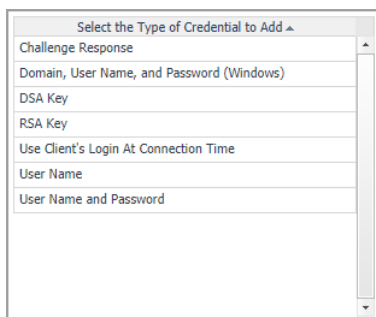 Select the Type of Credential to Add
Challenge Response
Domain, User Name, and Password (Windows)
DSA Key
RSA Key
Use Client's Login At Connection Time
User Name
User Name and Password